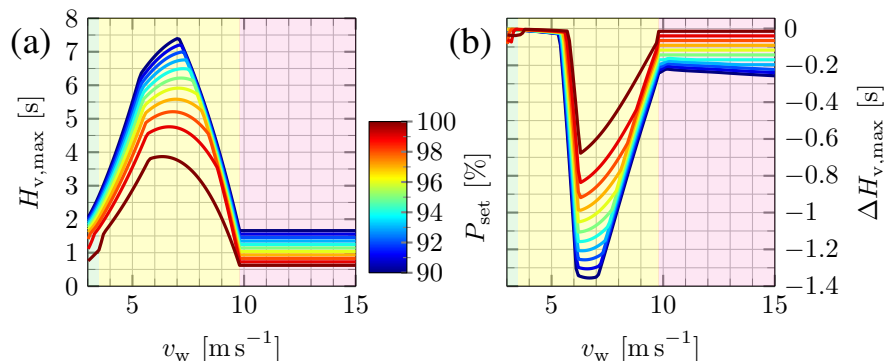 (a)
8
7
6
5
4
3
2
1
0
H_v,max [s]
5 10 15
v_w [m s⁻¹]
100
98
96
94
92
90
P_set [%]
(b)
0
−0.2
−0.4
−0.6
−0.8
−1
−1.2
−1.4
ΔH_v,max [s]
5 10 15
v_w [m s⁻¹]